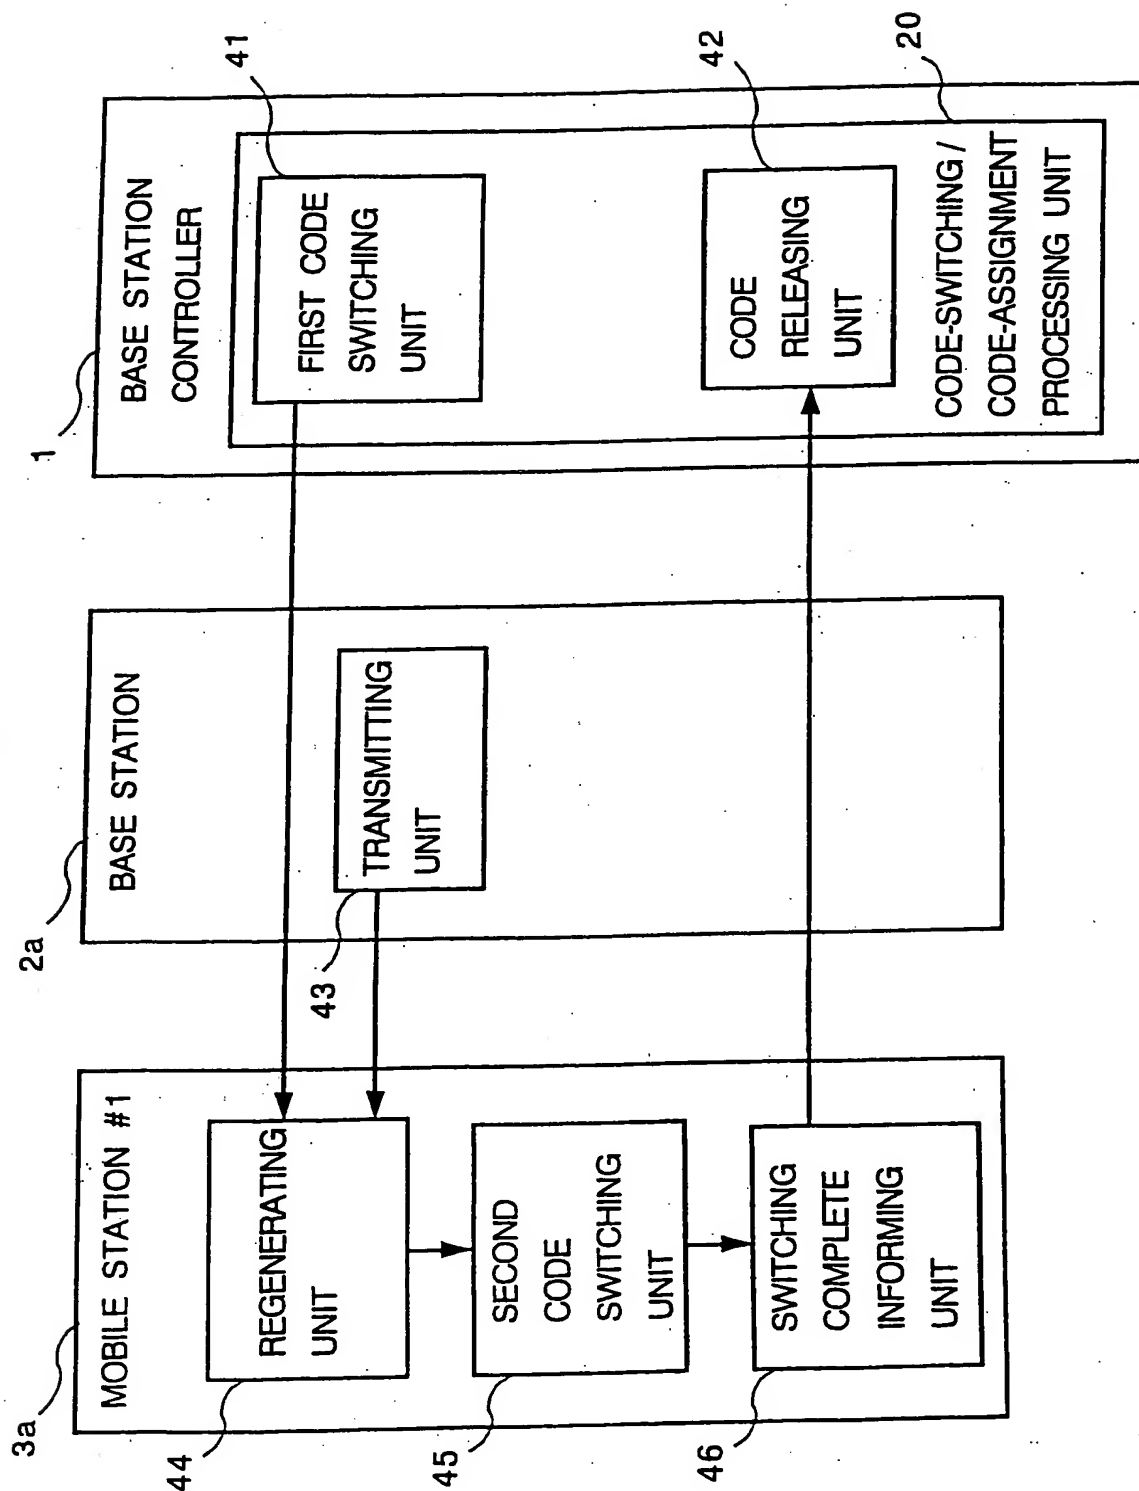 3a
MOBILE STATION #1
44
REGENERATING
UNIT
45
SECOND
CODE
SWITCHING
UNIT
46
SWITCHING
COMPLETE
INFORMING
UNIT
2a
BASE STATION
43
TRANSMITTING
UNIT
1
BASE STATION
CONTROLLER
41
FIRST CODE
SWITCHING
UNIT
42
CODE
RELEASING
UNIT
20
CODE-SWITCHING /
CODE-ASSIGNMENT
PROCESSING UNIT